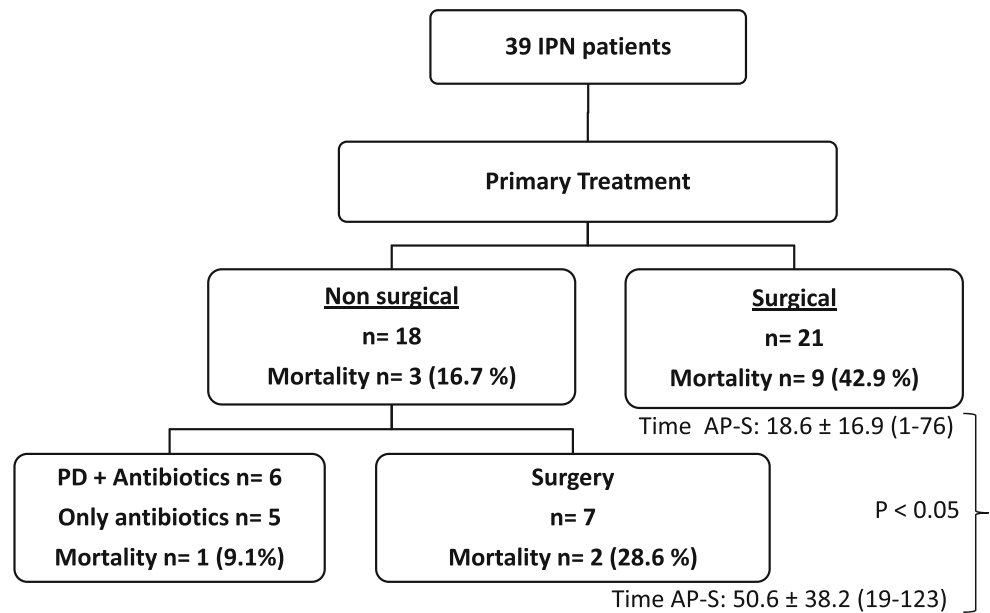 39 IPN patients
Primary Treatment
Non surgical
n= 18
Mortality n= 3 (16.7 %)
Surgical
n= 21
Mortality n= 9 (42.9 %)
Time AP-S: 18.6 ± 16.9 (1-76)
PD + Antibiotics n= 6
Only antibiotics n= 5
Mortality n= 1 (9.1%)
Surgery
n= 7
Mortality n= 2 (28.6 %)
P < 0.05
Time AP-S: 50.6 ± 38.2 (19-123)